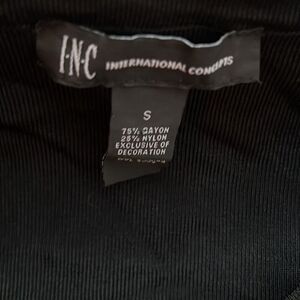 I·N·C INTERNATIONAL CONCEPTS
S
75% RAYON
25% NYLON
EXCLUSIVE OF
DECORATION